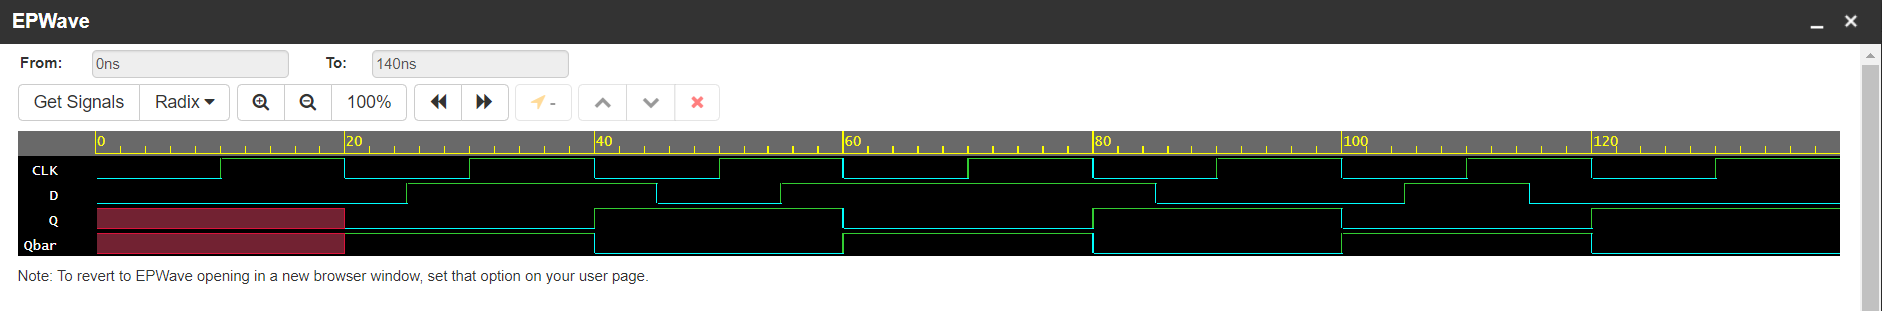 EPWave
From: 0ns To: 140ns
Get Signals Radix 100% -
0 20 40 60 80 100 120
CLK
D
Q
Qbar
Note: To revert to EPWave opening in a new browser window, set that option on your user page.